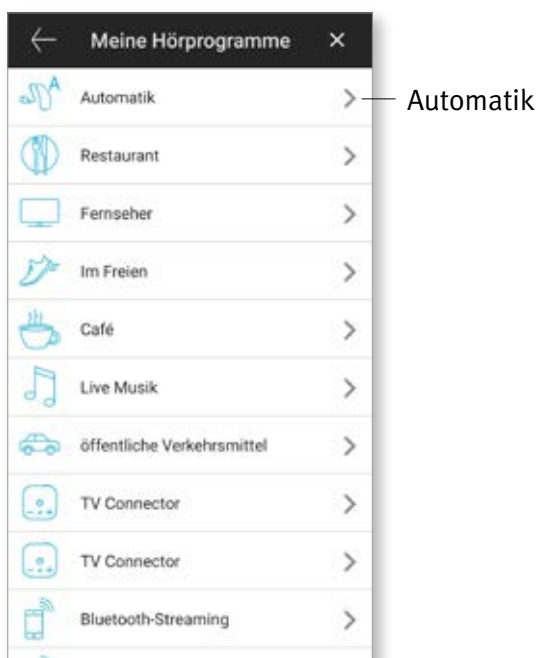 Meine Hörprogramme
Automatik
Automatik
Restaurant
Fernseher
Im Freien
Café
Live Musik
öffentliche Verkehrsmittel
TV Connector
TV Connector
Bluetooth-Streaming